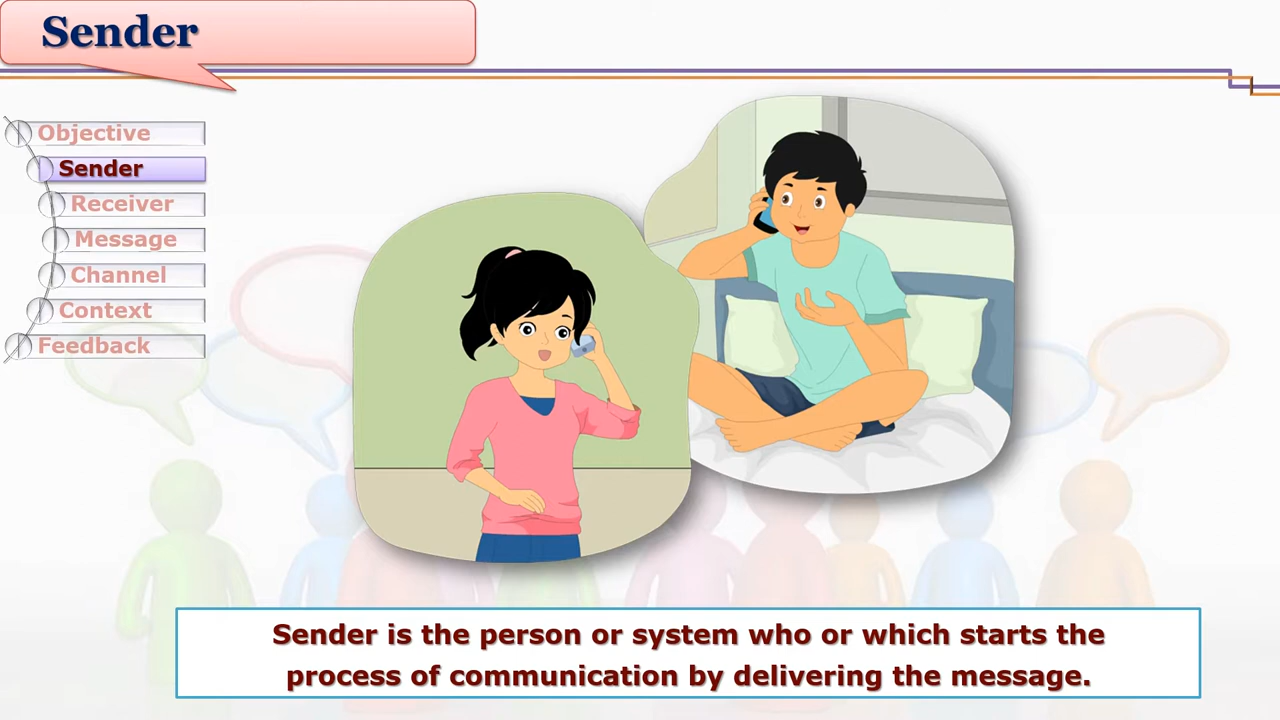 Sender
Objective
Sender
Receiver
Message
Channel
Context
Feedback
Sender is the person or system who or which starts the
process of communication by delivering the message.